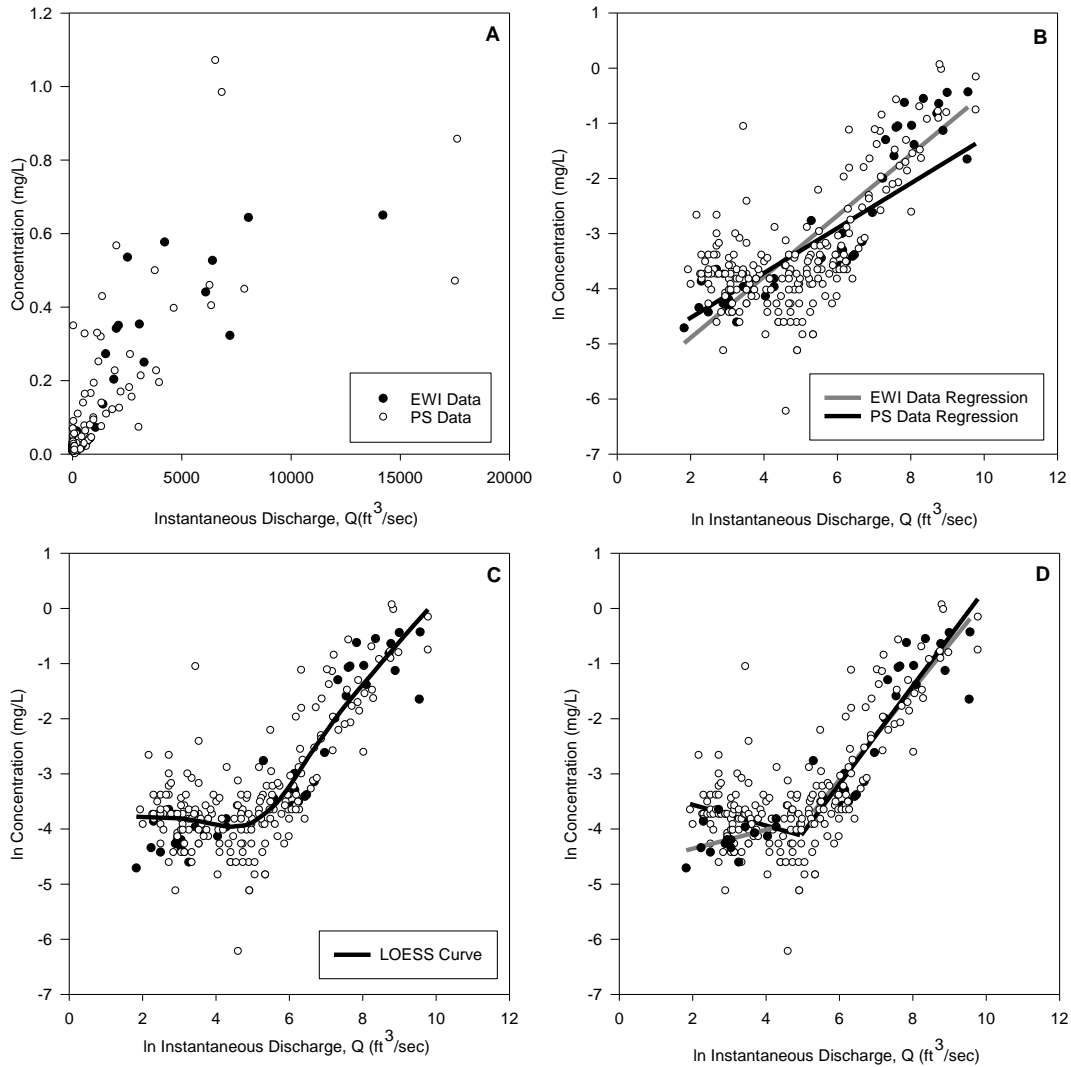 A
1.2
1.0
0.8
0.6
0.4
0.2
0.0
Concentration (mg/L)
EWI Data
PS Data
0 5000 10000 15000 20000
Instantaneous Discharge, Q(ft3/sec)
B
1
0
-1
-2
-3
-4
-5
-6
-7
ln Concentration (mg/L)
EWI Data Regression
PS Data Regression
0 2 4 6 8 10 12
ln Instantaneous Discharge, Q (ft3/sec)
C
1
0
-1
-2
-3
-4
-5
-6
-7
ln Concentration (mg/L)
LOESS Curve
0 2 4 6 8 10 12
ln Instantaneous Discharge, Q (ft3/sec)
D
1
0
-1
-2
-3
-4
-5
-6
-7
ln Concentration (mg/L)
0 2 4 6 8 10 12
ln Instantaneous Discharge, Q (ft3/sec)